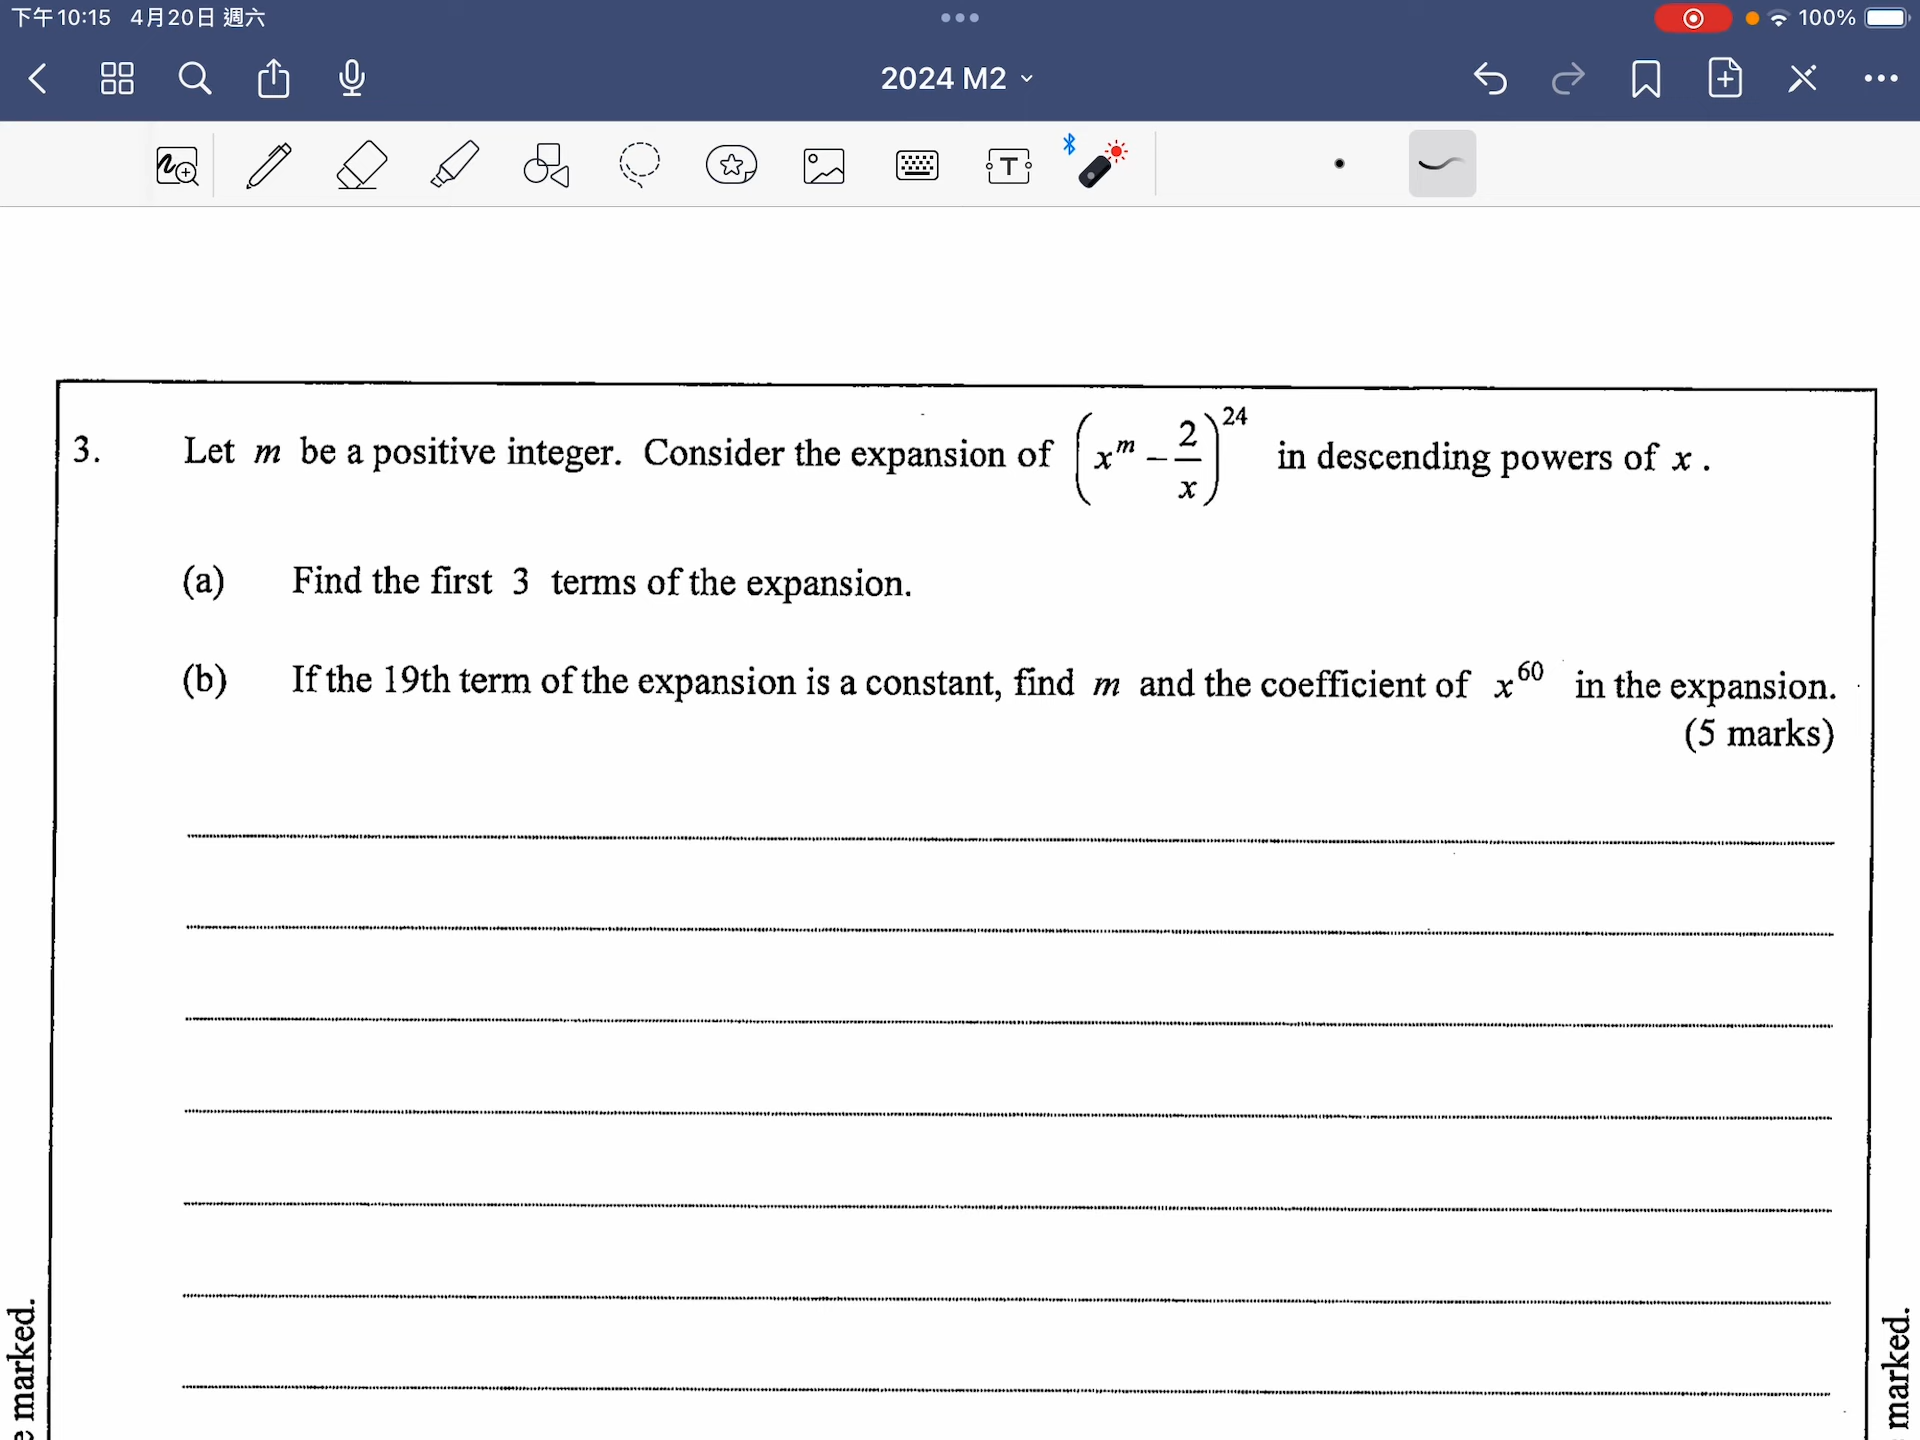 下午10:15 4月20日 週六
100%
2024 M2
T
3. Let m be a positive integer. Consider the expansion of (x^m − 2/x)^24 in descending powers of x .
(a) Find the first 3 terms of the expansion.
(b) If the 19th term of the expansion is a constant, find m and the coefficient of x^60 in the expansion.
(5 marks)
e marked.
marked.